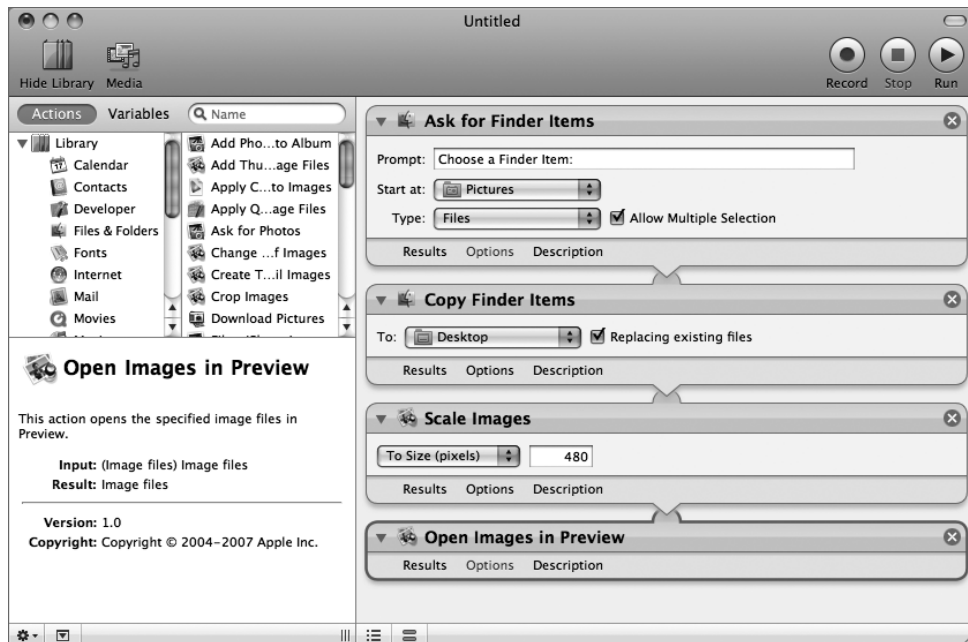 Untitled
Hide Library Media
Record Stop Run
Actions Variables Name
Library
Calendar
Contacts
Developer
Files & Folders
Fonts
Internet
Mail
Movies
Add Pho...to Album
Add Thu...age Files
Apply C...to Images
Apply Q...age Files
Ask for Photos
Change ...f Images
Create T...il Images
Crop Images
Download Pictures
Open Images in Preview
This action opens the specified image files in
Preview.
Input: (Image files) Image files
Result: Image files
Version: 1.0
Copyright: Copyright © 2004-2007 Apple Inc.
Ask for Finder Items
Prompt: Choose a Finder Item:
Start at: Pictures
Type: Files Allow Multiple Selection
Results Options Description
Copy Finder Items
To: Desktop Replacing existing files
Results Options Description
Scale Images
To Size (pixels) 480
Results Options Description
Open Images in Preview
Results Options Description